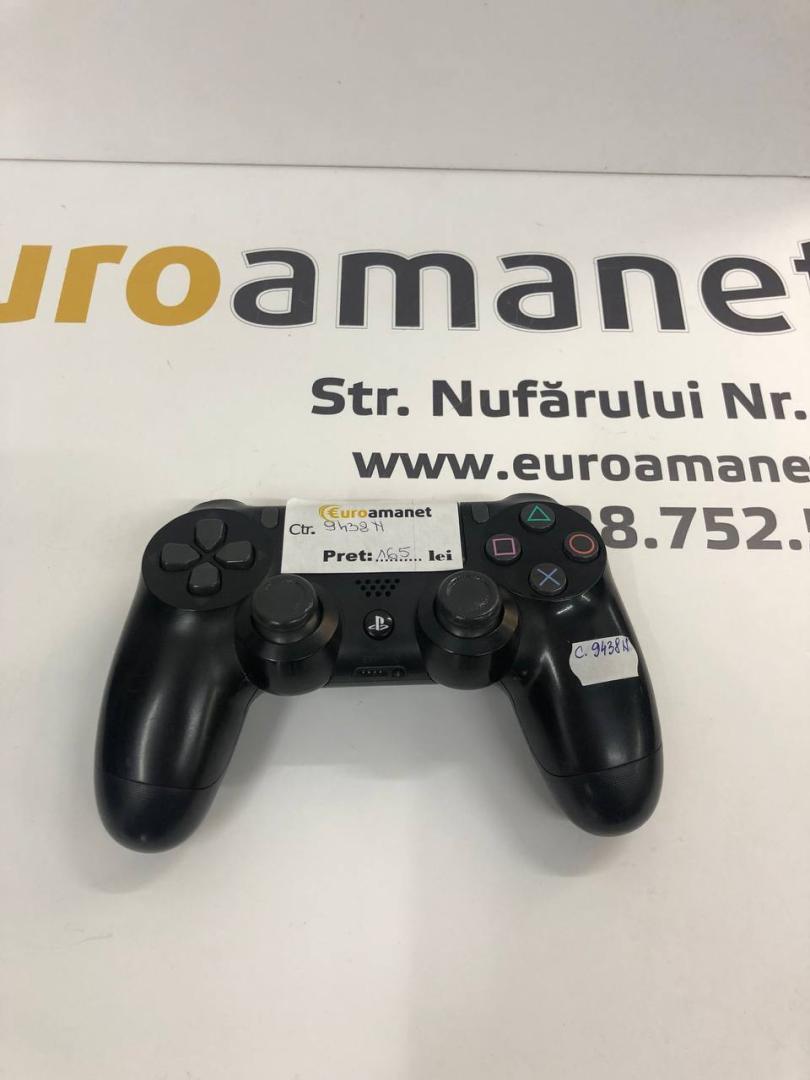 uroamanet
Str. Nufărului Nr.
www.euroamane
8.752.
Euroamanet
Ctr. 9438N
Pret: 165 lei
C. 9438N